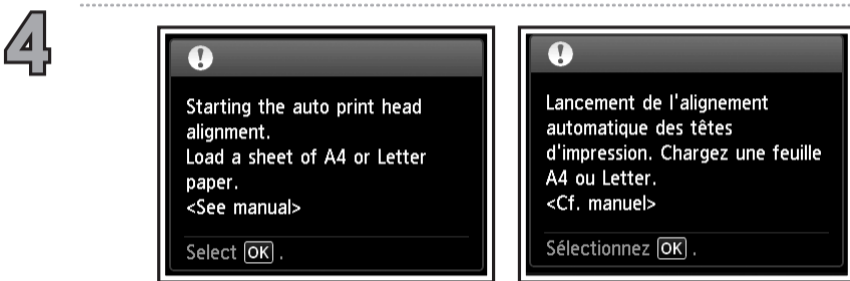 4
Starting the auto print head
alignment.
Load a sheet of A4 or Letter
paper.
<See manual>
Select OK .
Lancement de l'alignement
automatique des têtes
d'impression. Chargez une feuille
A4 ou Letter.
<Cf. manuel>
Sélectionnez OK .